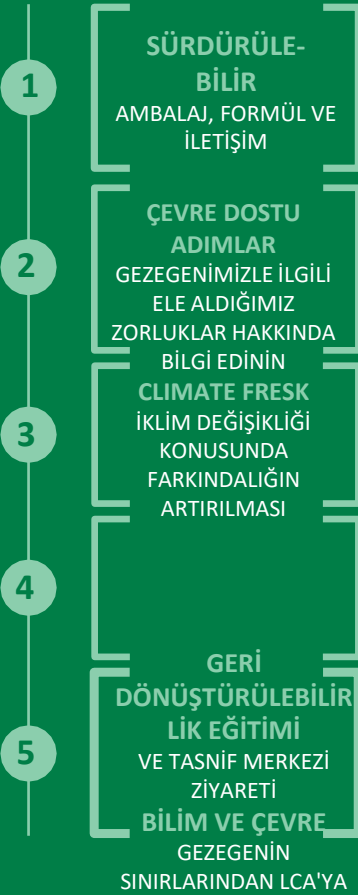 1
SÜRDÜRÜLE-
BİLİR
AMBALAJ, FORMÜL VE
İLETİŞİM
2
ÇEVRE DOSTU
ADIMLAR
GEZEGENİMİZLE İLGİLİ
ELE ALDIĞIMIZ
ZORLUKLAR HAKKINDA
BİLGİ EDİNİN
3
CLIMATE FRESK
İKLİM DEĞİŞİKLİĞİ
KONUSUNDA
FARKINDALIĞIN
ARTIRILMASI
4
GERİ
DÖNÜŞTÜRÜLEBİLİR
LİK EĞİTİMİ
VE TASNİF MERKEZİ
ZİYARETİ
5
BİLİM VE ÇEVRE
GEZEGENİN
SINIRLARINDAN LCA'YA